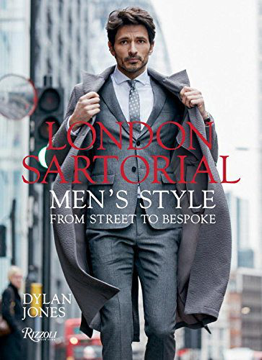 LONDON
SARTORIAL
MEN'S STYLE
FROM STREET TO BESPOKE
DYLAN
JONES
RIZZOLI